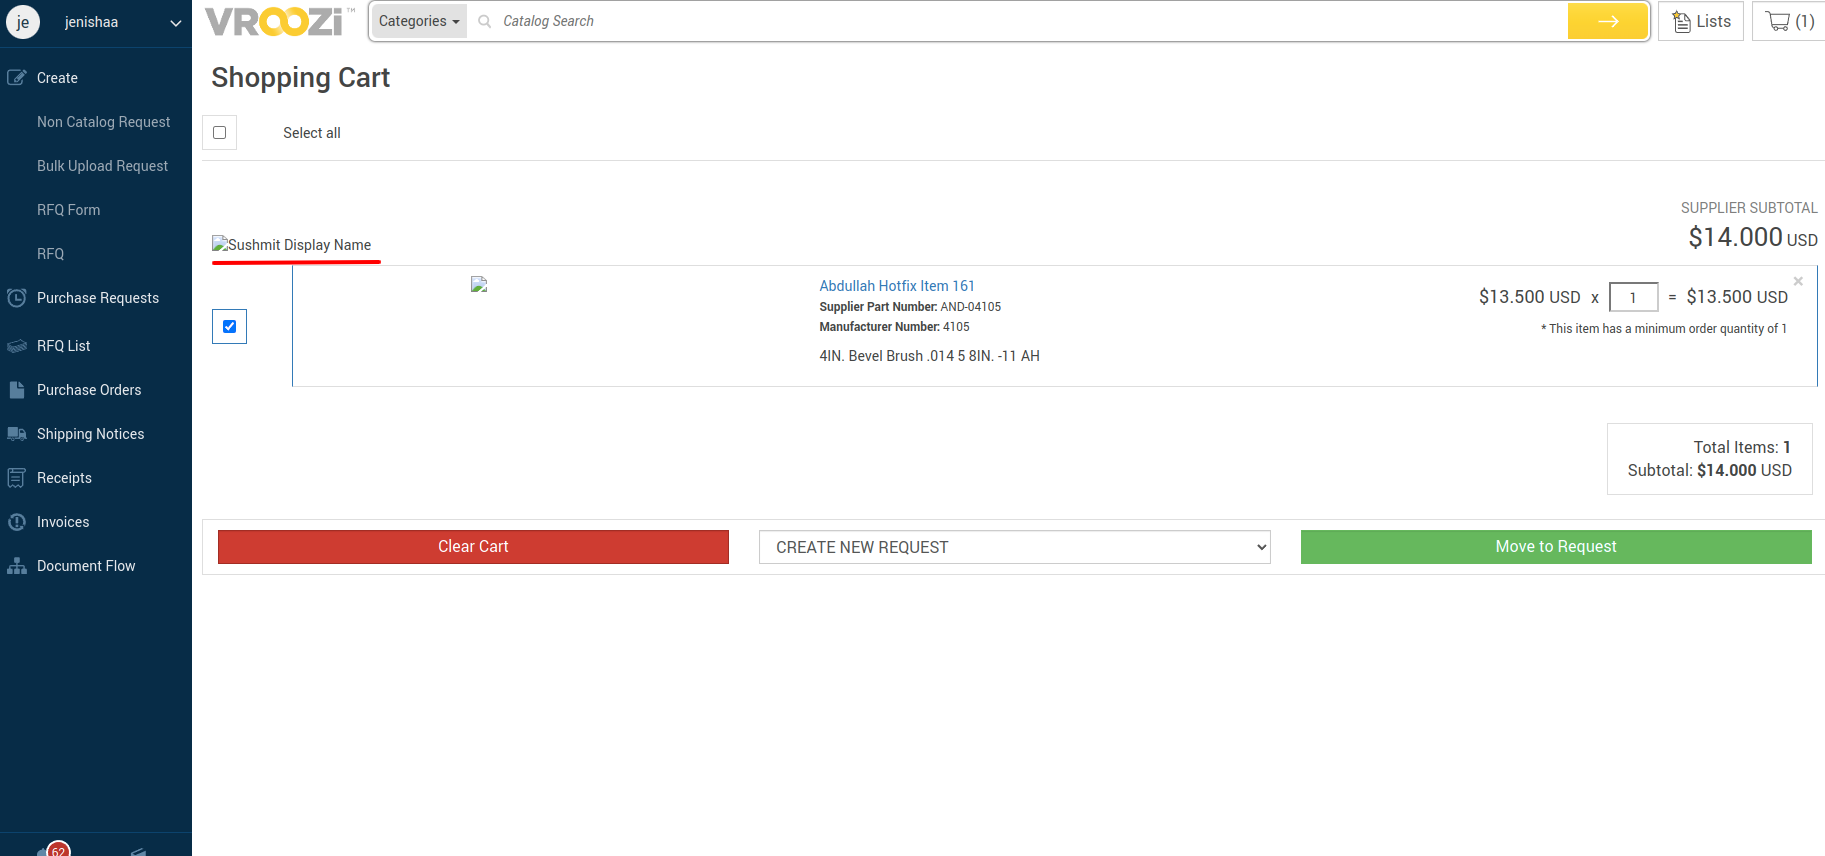 je jenishaa
VROOZI™
Categories
Catalog Search
Lists
(1)
Create
Non Catalog Request
Bulk Upload Request
RFQ Form
RFQ
Purchase Requests
RFQ List
Purchase Orders
Shipping Notices
Receipts
Invoices
Document Flow
62
Shopping Cart
Select all
SUPPLIER SUBTOTAL
$14.000 USD
Sushmit Display Name
Abdullah Hotfix Item 161
Supplier Part Number: AND-04105
Manufacturer Number: 4105
4IN. Bevel Brush .014 5 8IN. -11 AH
$13.500 USD x 1 = $13.500 USD
* This item has a minimum order quantity of 1
Total Items: 1
Subtotal: $14.000 USD
Clear Cart
CREATE NEW REQUEST
Move to Request